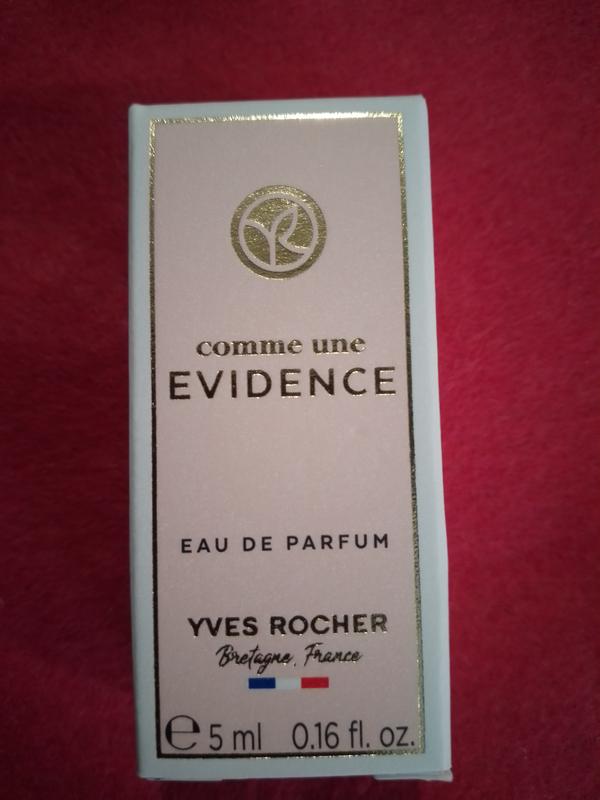 comme une
EVIDENCE
EAU DE PARFUM
YVES ROCHER
Bretagne, France
℮ 5 ml 0.16 fl. oz.